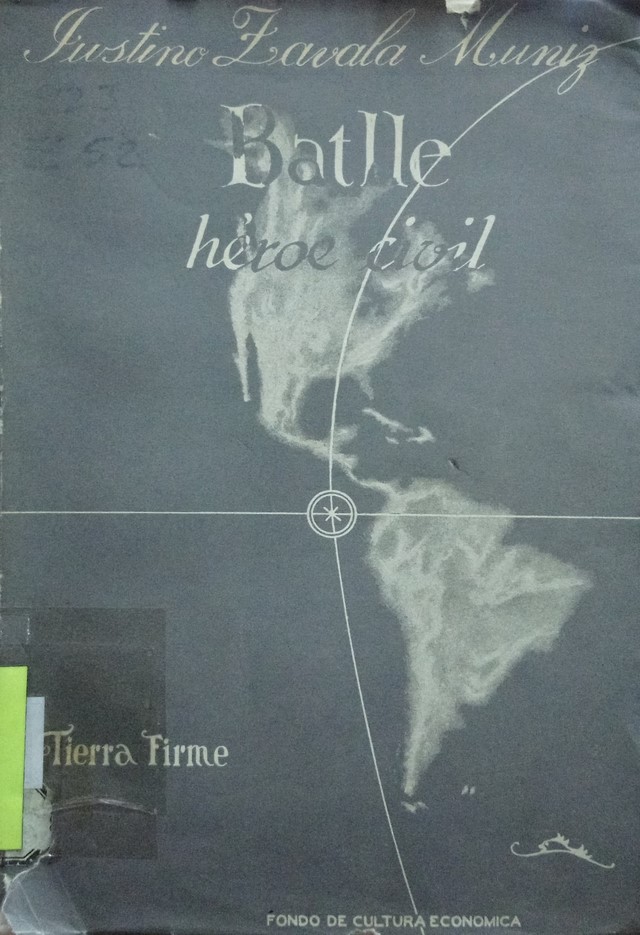 Justino Zavala Muniz
Batlle
héroe civil
Tierra Firme
FONDO DE CULTURA ECONOMICA